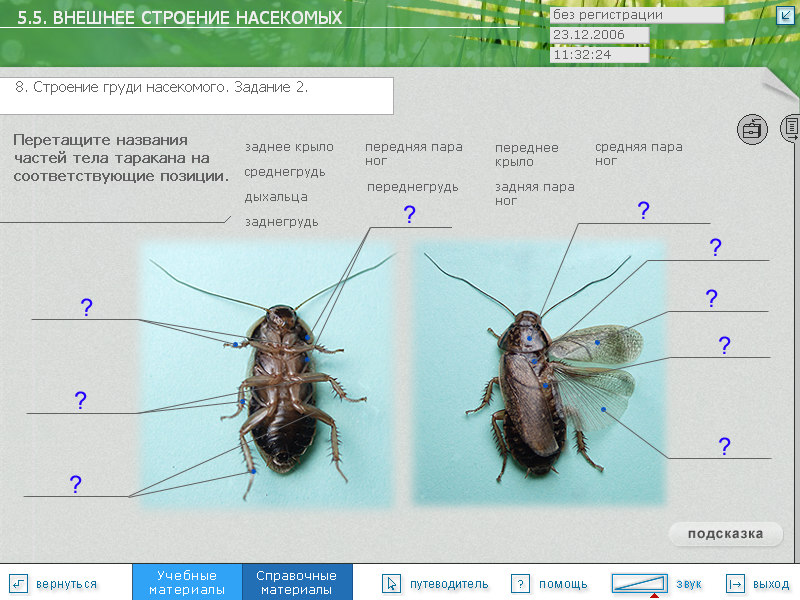 5.5. ВНЕШНЕЕ СТРОЕНИЕ НАСЕКОМЫХ
без регистрации
23.12.2006
11:32:24
8. Строение груди насекомого. Задание 2.
Перетащите названия
частей тела таракана на
соответствующие позиции.
заднее крыло
среднегрудь
дыхальца
заднегрудь
передняя пара
ног
переднегрудь
переднее
крыло
задняя пара
ног
средняя пара
ног
?
?
?
?
?
?
?
?
?
подсказка
вернуться
Учебные
материалы
Справочные
материалы
путеводитель
?
помощь
звук
выход